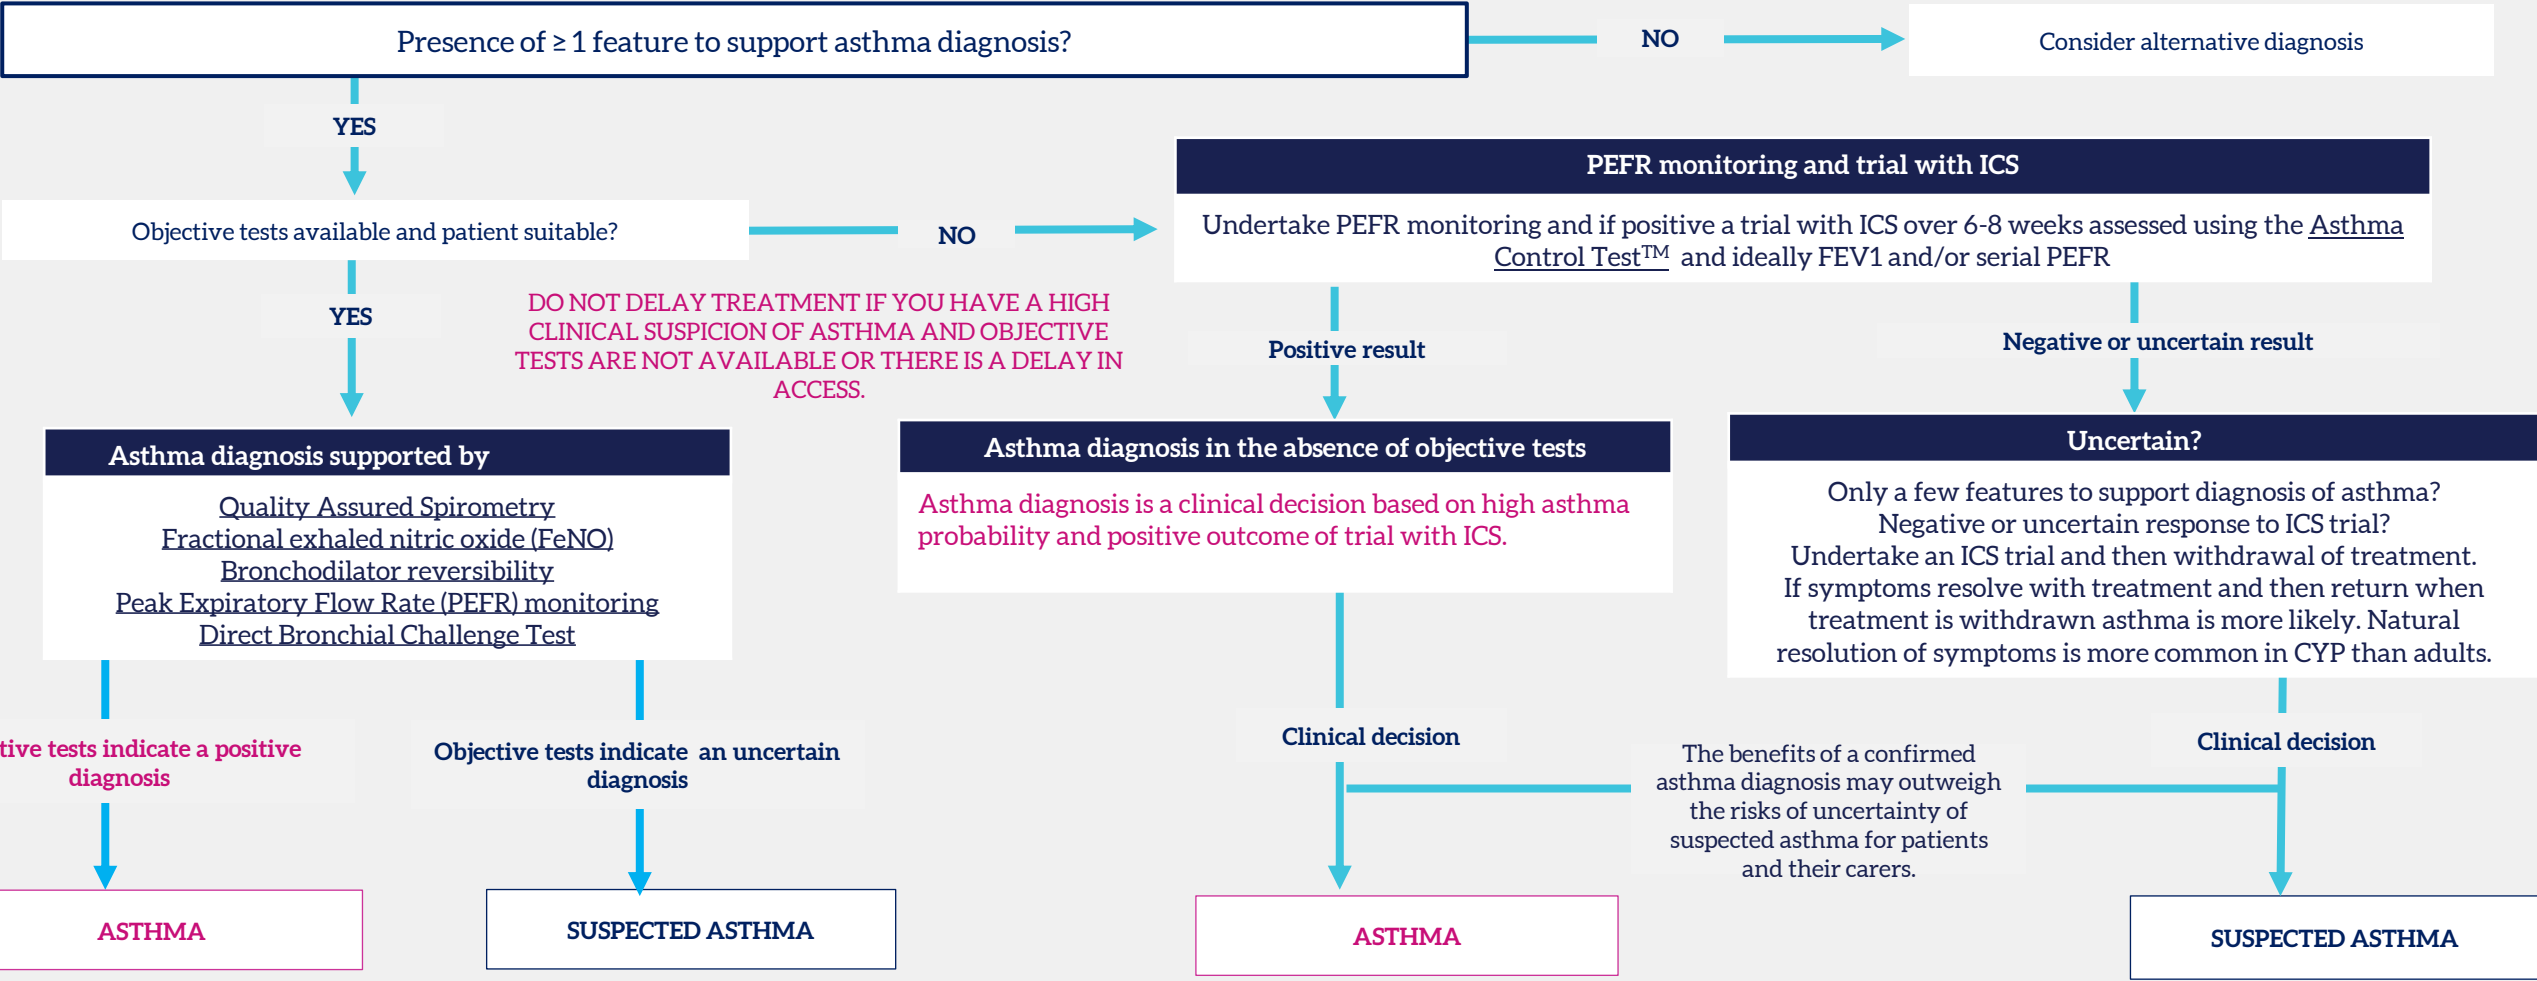 Presence of ≥ 1 feature to support asthma diagnosis?
NO
Consider alternative diagnosis
YES
Objective tests available and patient suitable?
NO
PEFR monitoring and trial with ICS
Undertake PEFR monitoring and if positive a trial with ICS over 6-8 weeks assessed using the Asthma
Control Test™ and ideally FEV1 and/or serial PEFR
YES
DO NOT DELAY TREATMENT IF YOU HAVE A HIGH
CLINICAL SUSPICION OF ASTHMA AND OBJECTIVE
TESTS ARE NOT AVAILABLE OR THERE IS A DELAY IN
ACCESS.
Positive result
Negative or uncertain result
Asthma diagnosis supported by
Quality Assured Spirometry
Fractional exhaled nitric oxide (FeNO)
Bronchodilator reversibility
Peak Expiratory Flow Rate (PEFR) monitoring
Direct Bronchial Challenge Test
Asthma diagnosis in the absence of objective tests
Asthma diagnosis is a clinical decision based on high asthma
probability and positive outcome of trial with ICS.
Uncertain?
Only a few features to support diagnosis of asthma?
Negative or uncertain response to ICS trial?
Undertake an ICS trial and then withdrawal of treatment.
If symptoms resolve with treatment and then return when
treatment is withdrawn asthma is more likely. Natural
resolution of symptoms is more common in CYP than adults.
tive tests indicate a positive
diagnosis
Objective tests indicate an uncertain
diagnosis
Clinical decision
The benefits of a confirmed
asthma diagnosis may outweigh
the risks of uncertainty of
suspected asthma for patients
and their carers.
Clinical decision
ASTHMA
SUSPECTED ASTHMA
ASTHMA
SUSPECTED ASTHMA